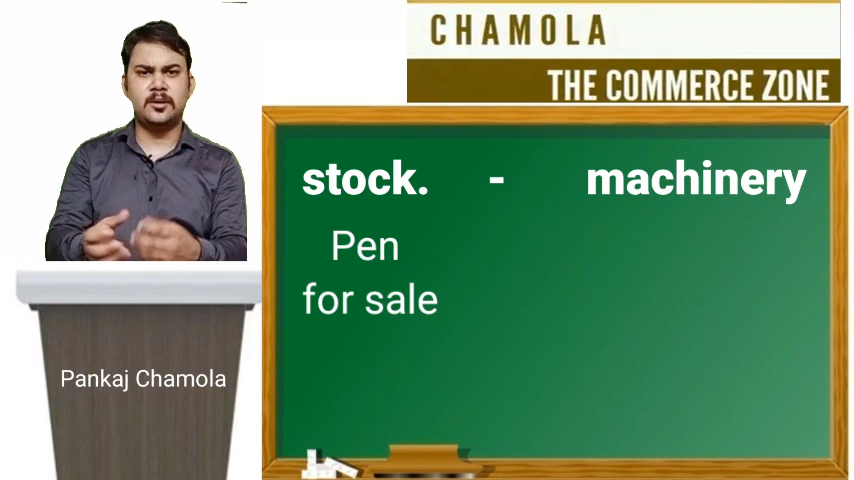 CHAMOLA
THE COMMERCE ZONE
stock. - machinery
Pen
for sale
Pankaj Chamola